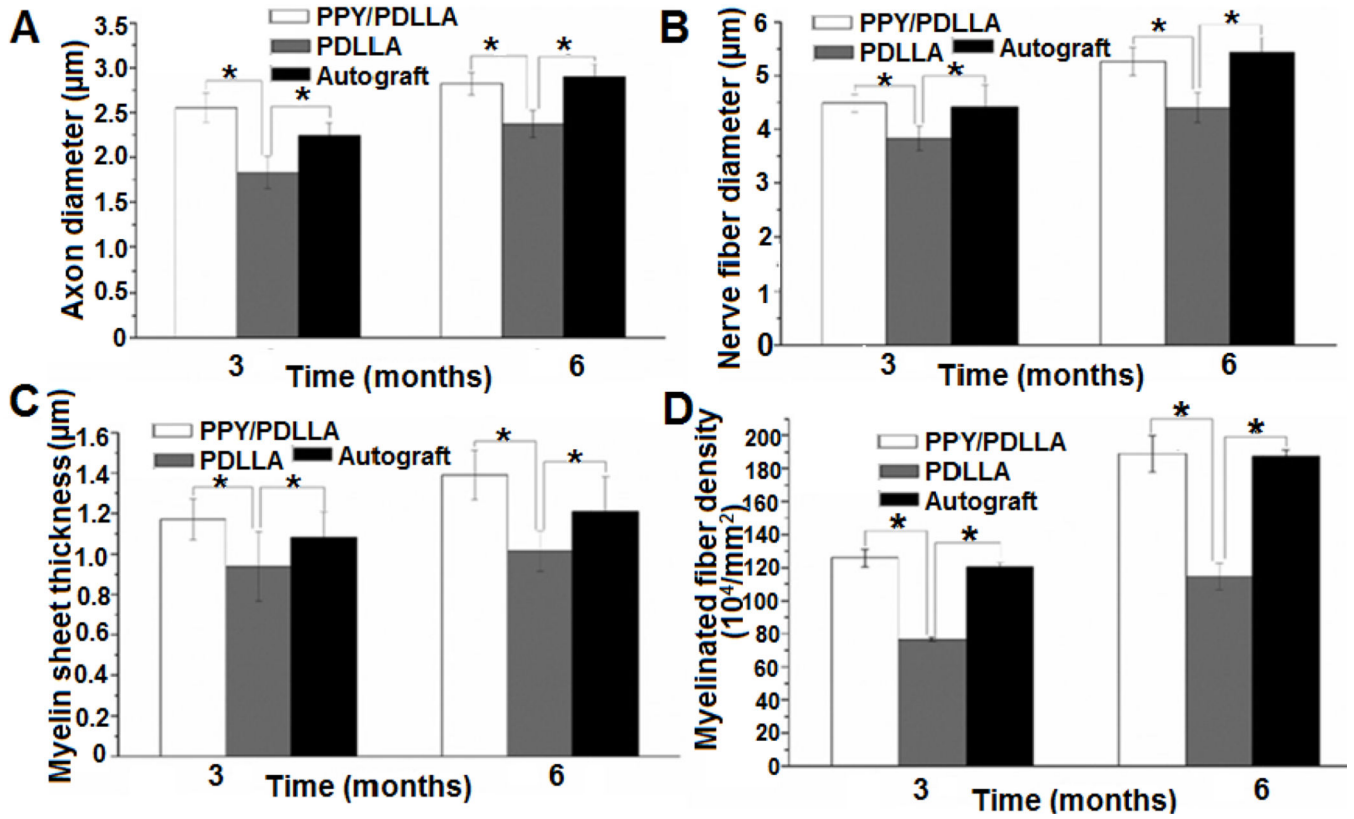 A
Axon diameter (µm)
3.5
3.0
2.5
2.0
1.5
1.0
0.5
0
PPY/PDLLA
PDLLA
Autograft
*
*
*
*
3
6
Time (months)
B
Nerve fiber diameter (µm)
6
5
4
3
2
1
0
PPY/PDLLA
PDLLA
Autograft
*
*
*
*
3
6
Time (months)
C
Myelin sheet thickness (µm)
1.6
1.4
1.2
1.0
0.8
0.6
0.4
0.2
0
PPY/PDLLA
PDLLA
Autograft
*
*
*
*
3
6
Time (months)
D
Myelinated fiber density
(10⁴/mm²)
200
180
160
140
120
100
80
60
40
20
0
PPY/PDLLA
PDLLA
Autograft
*
*
*
*
3
6
Time (months)